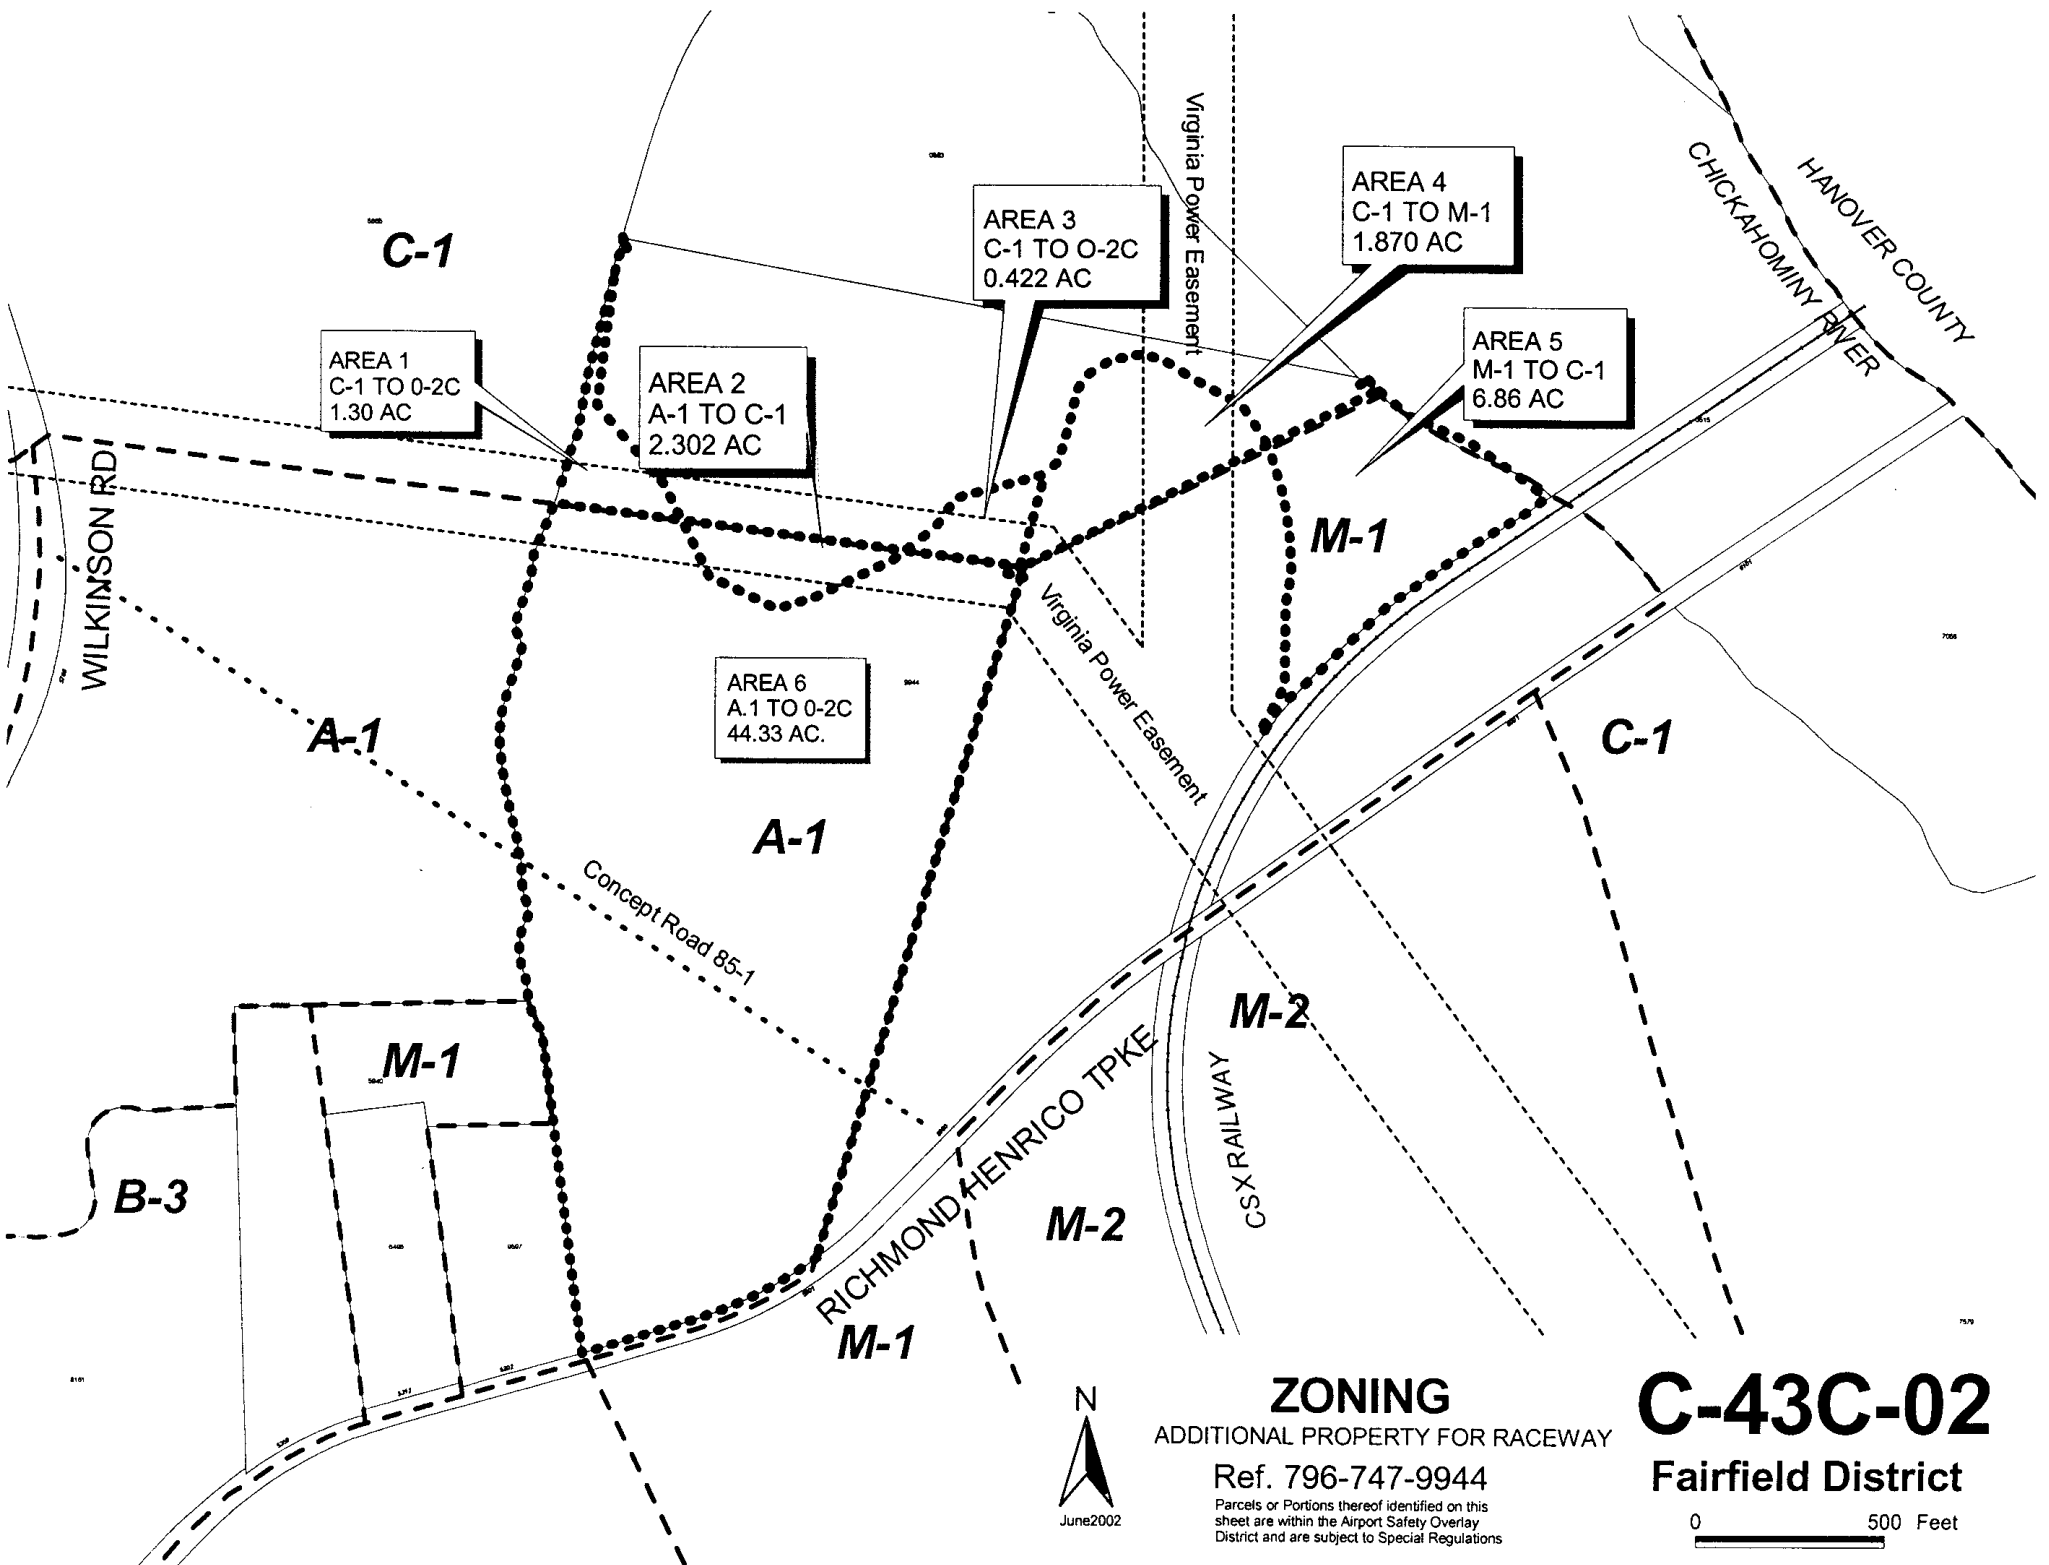 Virginia Power Easement
HANOVER COUNTY
CHICKAHOMINY RIVER
C-1
AREA 3
C-1 TO O-2C
0.422 AC
AREA 4
C-1 TO M-1
1.870 AC
AREA 1
C-1 TO 0-2C
1.30 AC
AREA 2
A-1 TO C-1
2.302 AC
AREA 5
M-1 TO C-1
6.86 AC
WILKINSON RD
M-1
Virginia Power Easement
AREA 6
A.1 TO 0-2C
44.33 AC.
9944
7056
A-1
C-1
A-1
Concept Road 85-1
M-1
M-2
RICHMOND HENRICO TPKE
CSX RAILWAY
B-3
M-2
M-1
7579
N
June2002
ZONING
ADDITIONAL PROPERTY FOR RACEWAY
Ref. 796-747-9944
Parcels or Portions thereof identified on this
sheet are within the Airport Safety Overlay
District and are subject to Special Regulations
C-43C-02
Fairfield District
0 500 Feet